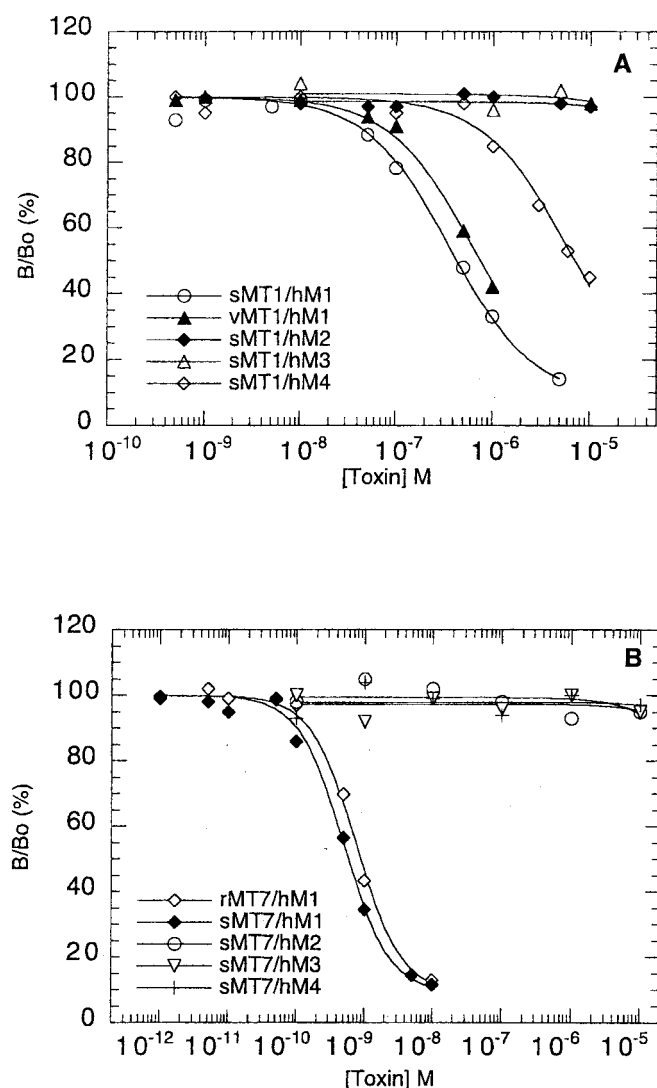 120
A
100
80
B/Bo (%)
60
40
20
0
sMT1/hM1
vMT1/hM1
sMT1/hM2
sMT1/hM3
sMT1/hM4
10-10 10-9 10-8 10-7 10-6 10-5
[Toxin] M
120
B
100
80
B/Bo (%)
60
40
20
0
rMT7/hM1
sMT7/hM1
sMT7/hM2
sMT7/hM3
sMT7/hM4
10-12 10-11 10-10 10-9 10-8 10-7 10-6 10-5
[Toxin] M